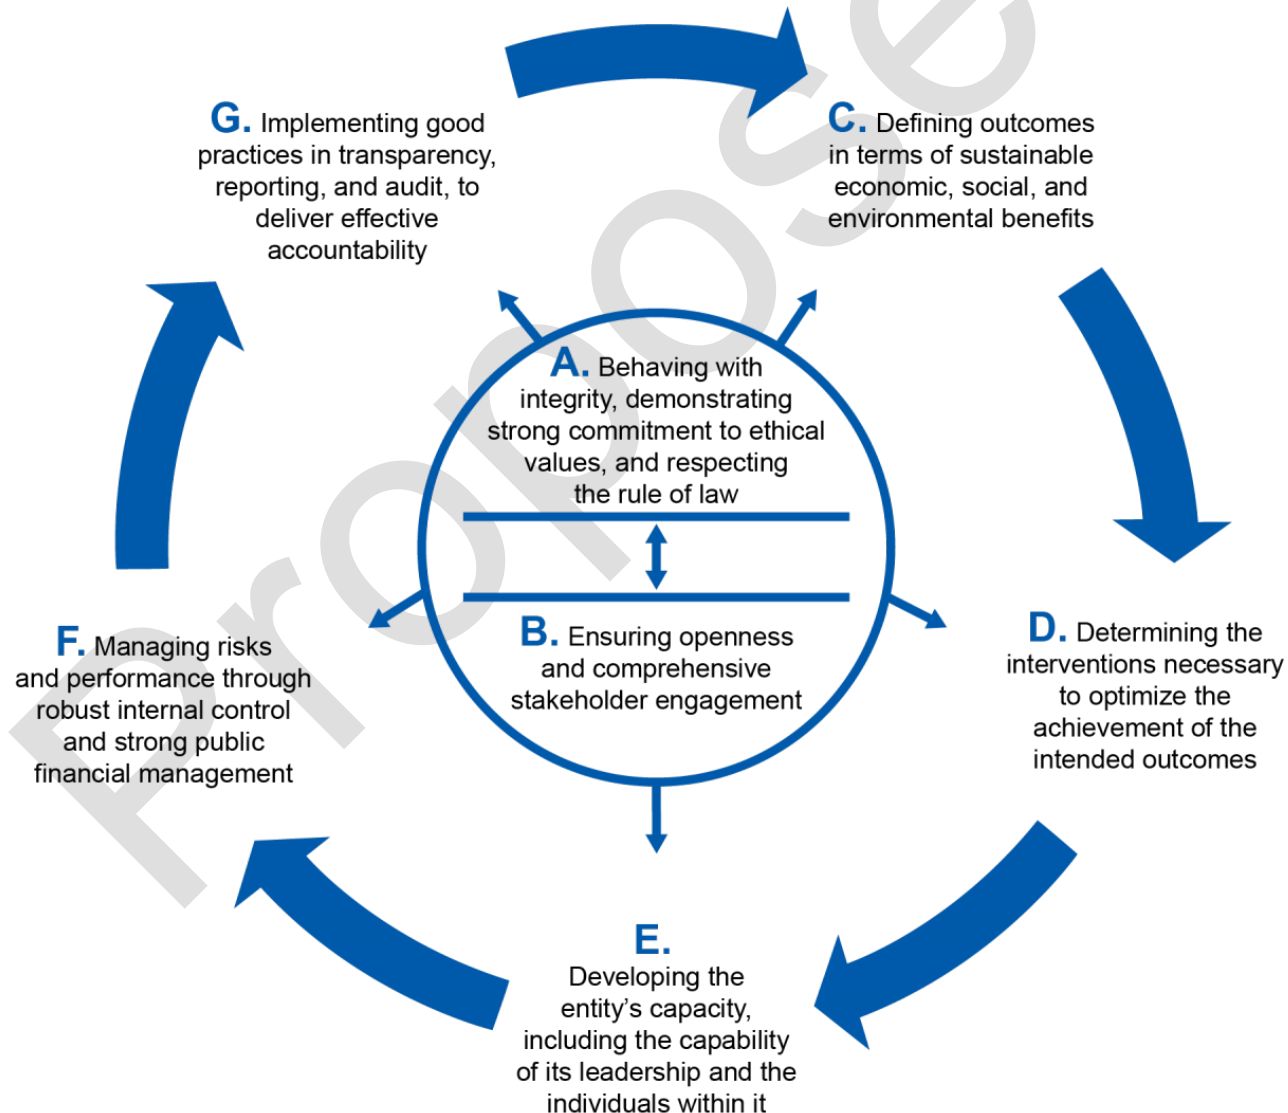 G. Implementing good
practices in transparency,
reporting, and audit, to
deliver effective
accountability
C. Defining outcomes
in terms of sustainable
economic, social, and
environmental benefits
A. Behaving with
integrity, demonstrating
strong commitment to ethical
values, and respecting
the rule of law
B. Ensuring openness
and comprehensive
stakeholder engagement
F. Managing risks
and performance through
robust internal control
and strong public
financial management
D. Determining the
interventions necessary
to optimize the
achievement of the
intended outcomes
E.
Developing the
entity’s capacity,
including the capability
of its leadership and the
individuals within it
Propose